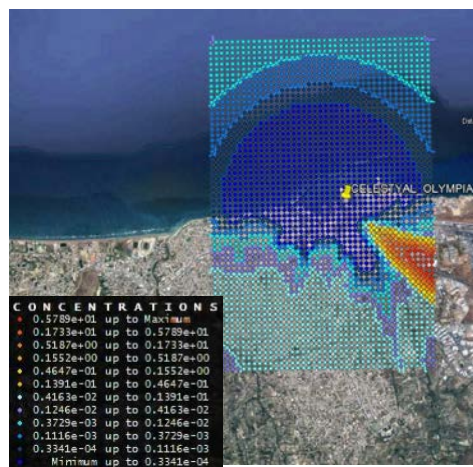 CELESTYAL_OLYMPIA
C O N C E N T R A T I O N S
0.5789e+01 up to Maximum
0.1733e+01 up to 0.5789e+01
0.5187e+00 up to 0.1733e+01
0.1552e+00 up to 0.5187e+00
0.4647e-01 up to 0.1552e+00
0.1391e-01 up to 0.4647e-01
0.4163e-02 up to 0.1391e-01
0.1246e-02 up to 0.4163e-02
0.3729e-03 up to 0.1246e-02
0.1116e-03 up to 0.3729e-03
0.3341e-04 up to 0.1116e-03
Minimum up to 0.3341e-04